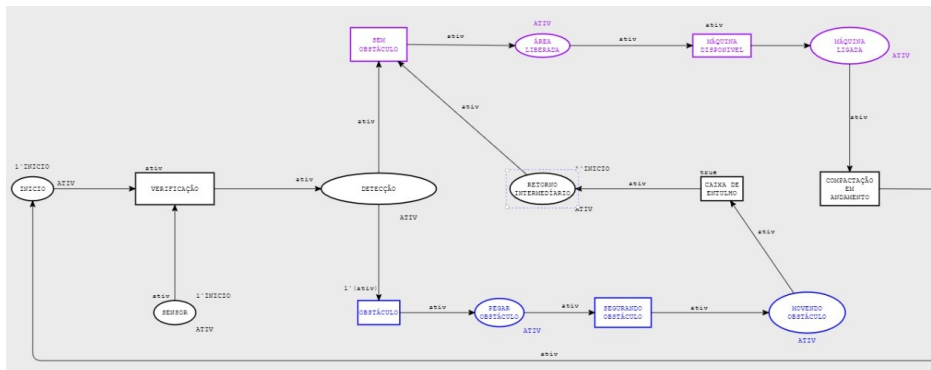 ATIV
ativ
SEM
OBSTÁCULO
ativ
ÁREA
LIBERADA
ativ
MÁQUINA
DISPONIVEL
MÁQUINA
LIGADA
ATIV
ativ
ativ
ativ
1`INICIO
INICIO
ATIV
ativ
VERIFICAÇÃO
ativ
DETECÇÃO
ATIV
RETORNO
INTERMEDIARIO
1`INICIO
ATIV
ativ
true
CAIXA DE
ENTULHO
COMPACTAÇÃO
EM
ANDAMENTO
ativ
ativ
1`INICIO
SENSOR
ATIV
ativ
1`(ativ)
OBSTÁCULO
ativ
PEGAR
OBSTÁCULO
ATIV
ativ
SEGURANDO
OBSTÁCULO
ativ
MOVENDO
OBSTÁCULO
ATIV
ativ